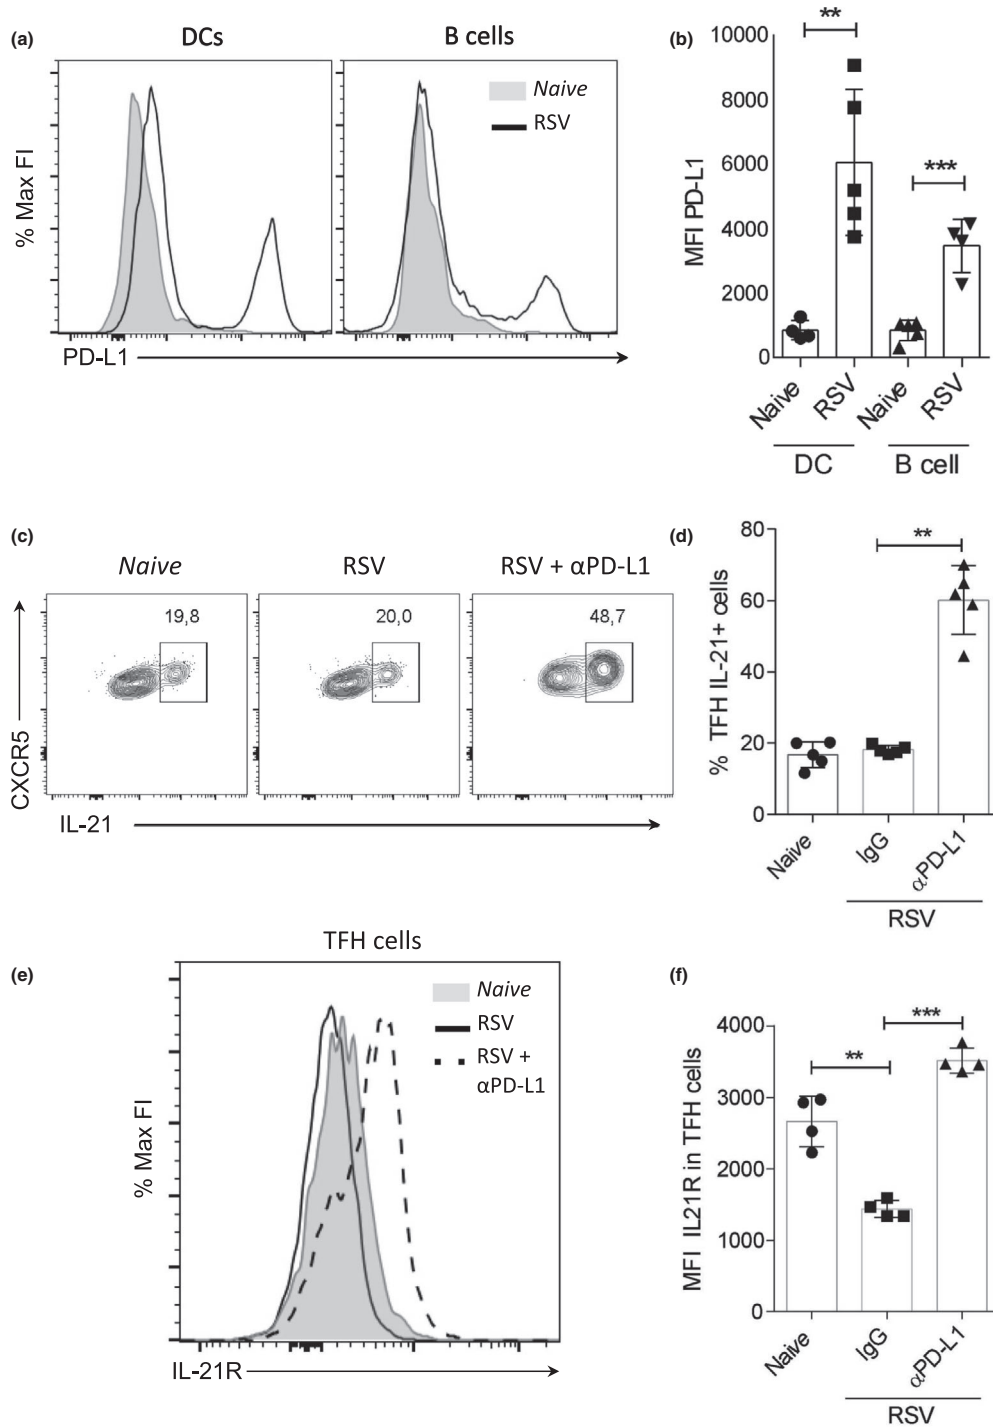 (a)
DCs
B cells
Naive
RSV
% Max FI
PD-L1
(b)
**
***
10000
8000
6000
4000
2000
0
MFI PD-L1
Naive
RSV
Naive
RSV
DC
B cell
(c)
Naive
RSV
RSV + αPD-L1
19,8
20,0
48,7
CXCR5
IL-21
(d)
**
80
60
40
20
0
% TFH IL-21+ cells
Naive
IgG
αPD-L1
RSV
(e)
TFH cells
Naive
RSV
RSV +
αPD-L1
% Max FI
IL-21R
(f)
***
**
4000
3000
2000
1000
0
MFI IL21R in TFH cells
Naive
IgG
αPD-L1
RSV